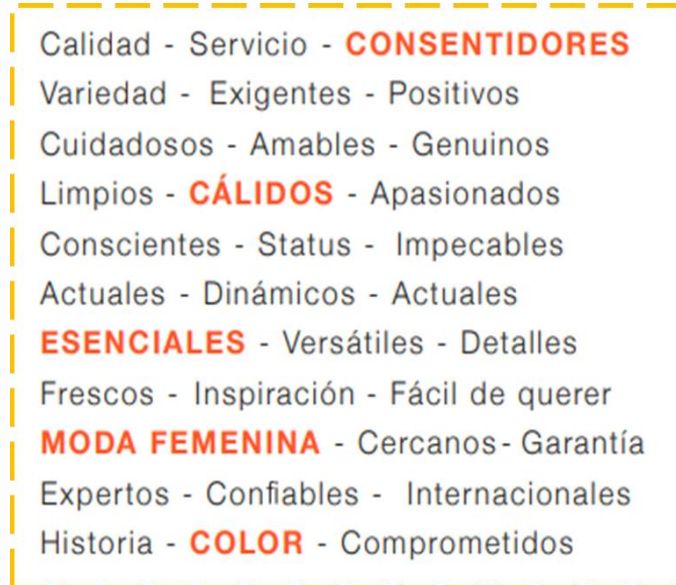 Calidad - Servicio - CONSENTIDORES
Variedad - Exigentes - Positivos
Cuidadosos - Amables - Genuinos
Limpios - CÁLIDOS - Apasionados
Conscientes - Status - Impecables
Actuales - Dinámicos - Actuales
ESENCIALES - Versátiles - Detalles
Frescos - Inspiración - Fácil de querer
MODA FEMENINA - Cercanos- Garantía
Expertos - Confiables - Internacionales
Historia - COLOR - Comprometidos